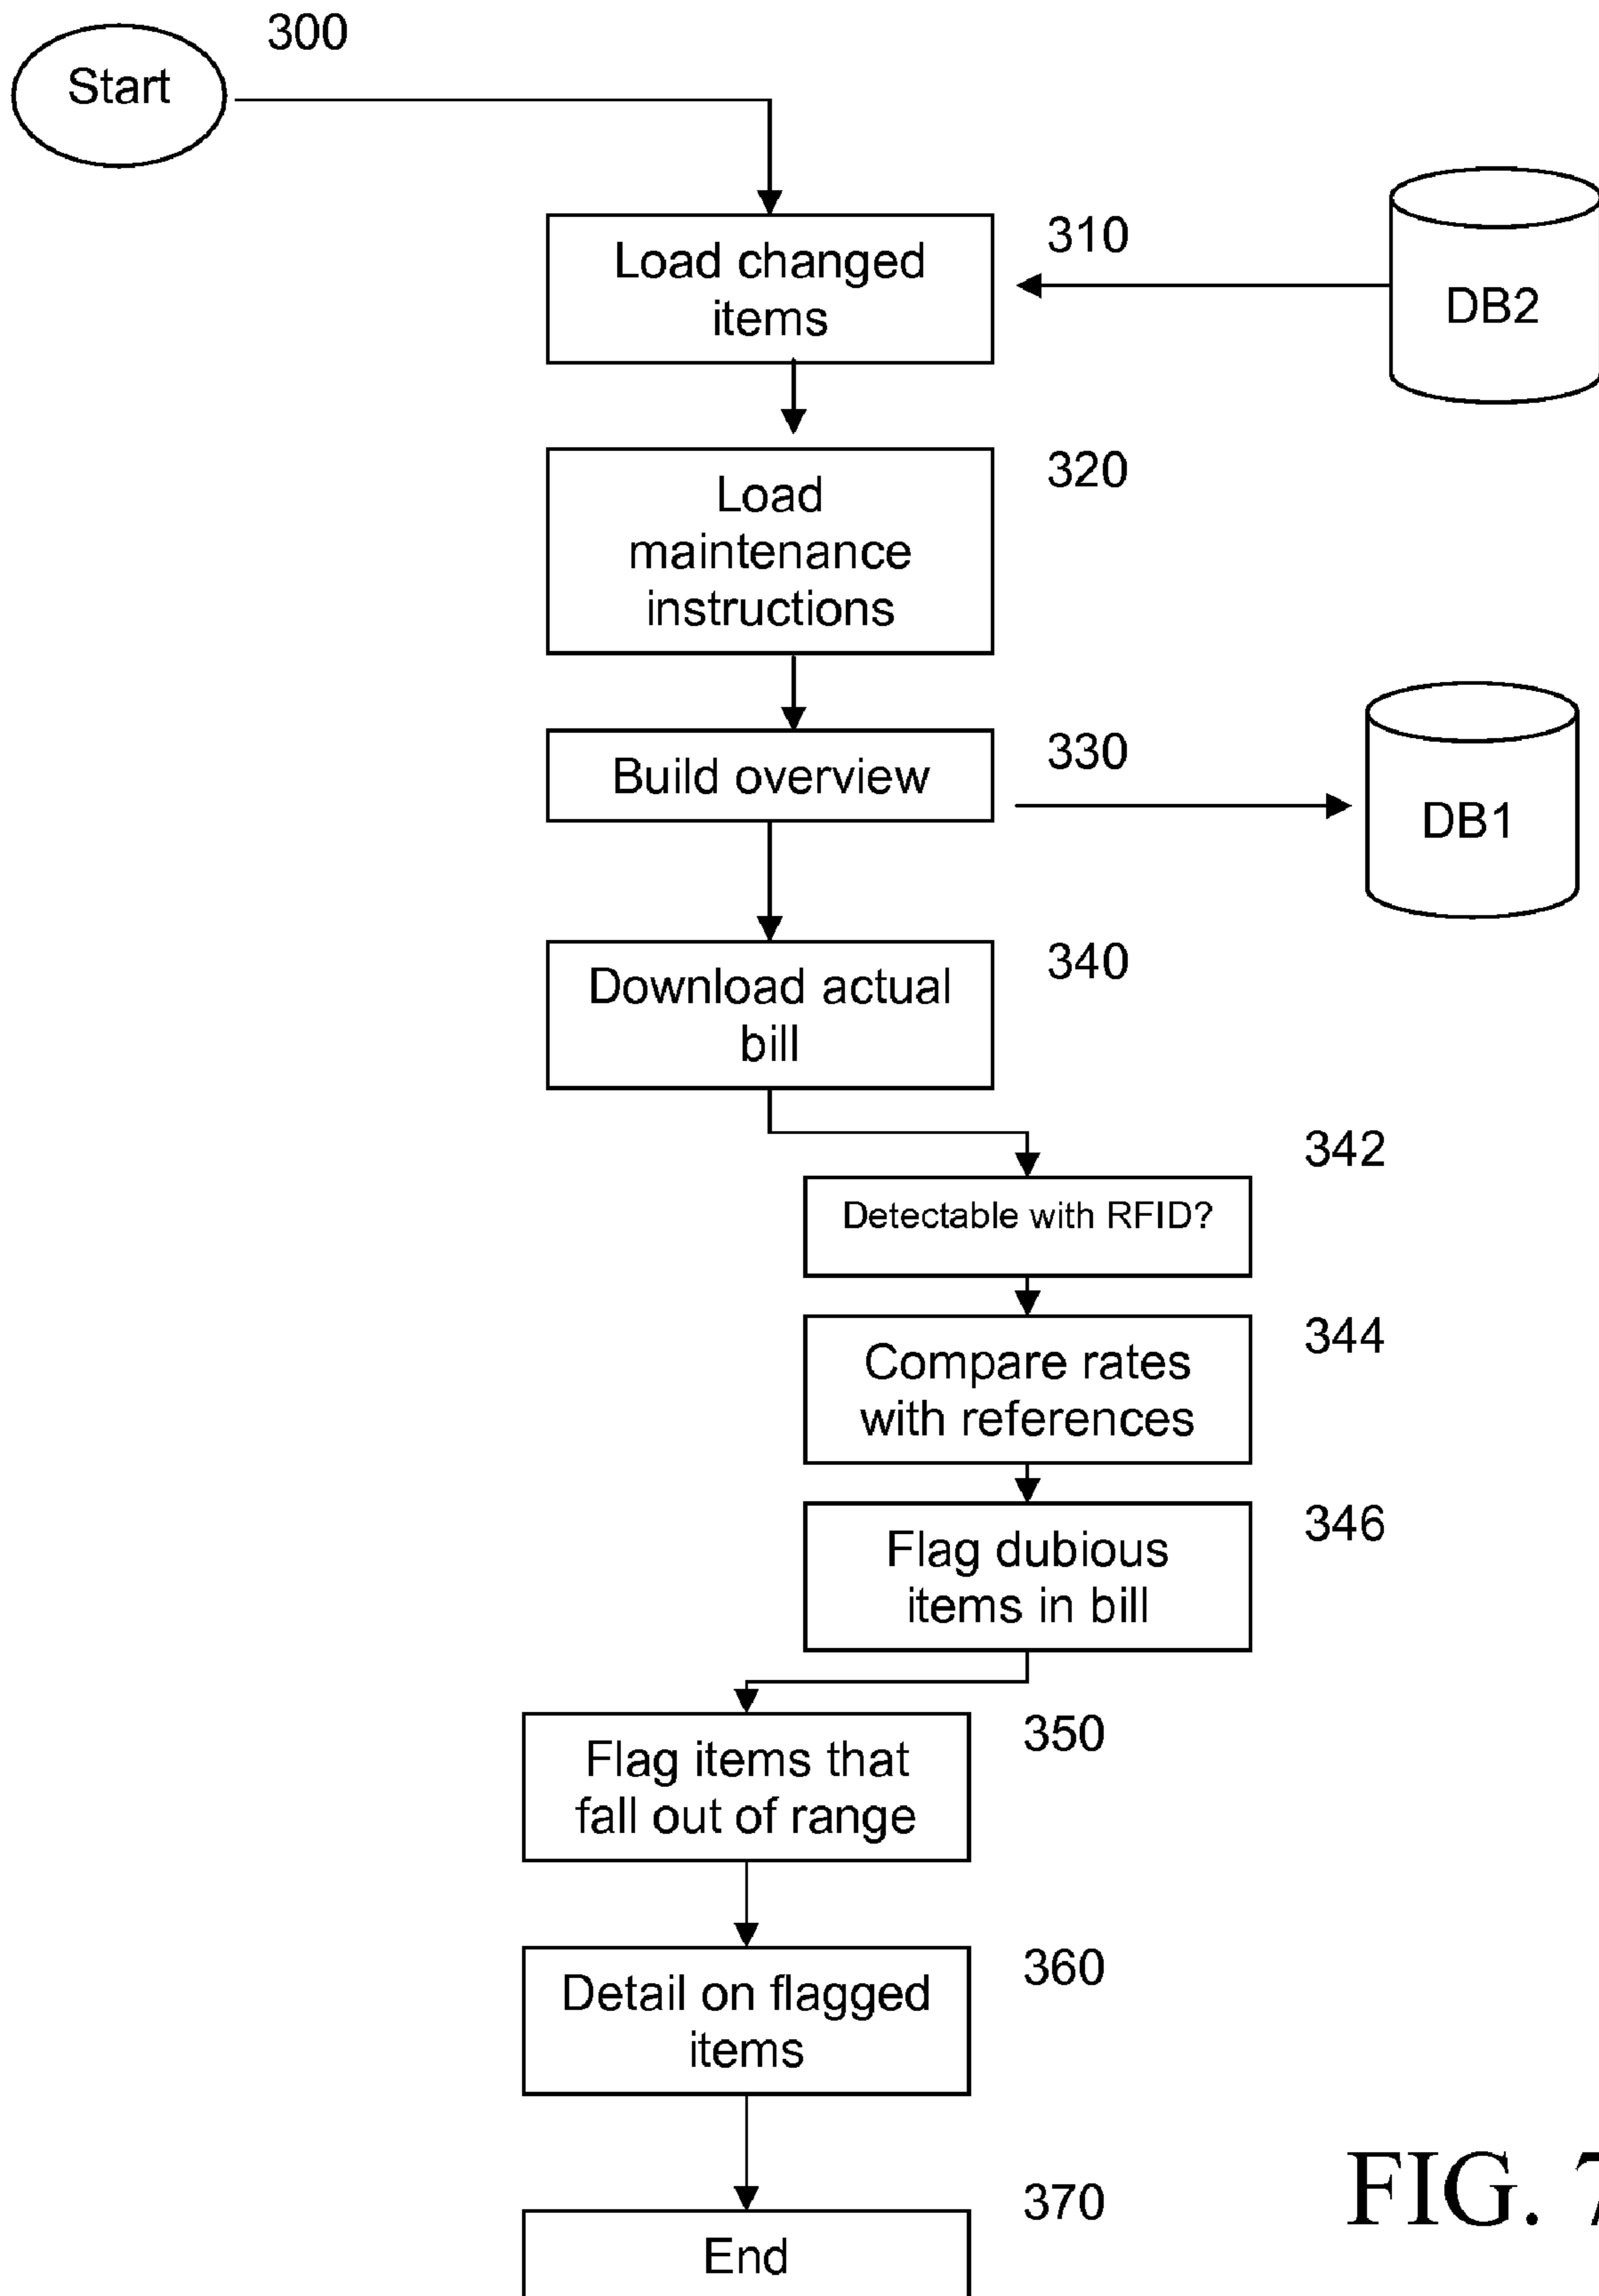 300
Start
310
Load changed
items
DB2
320
Load
maintenance
instructions
330
Build overview
DB1
340
Download actual
bill
342
Detectable with RFID?
344
Compare rates
with references
346
Flag dubious
items in bill
350
Flag items that
fall out of range
360
Detail on flagged
items
370
End
FIG. 7